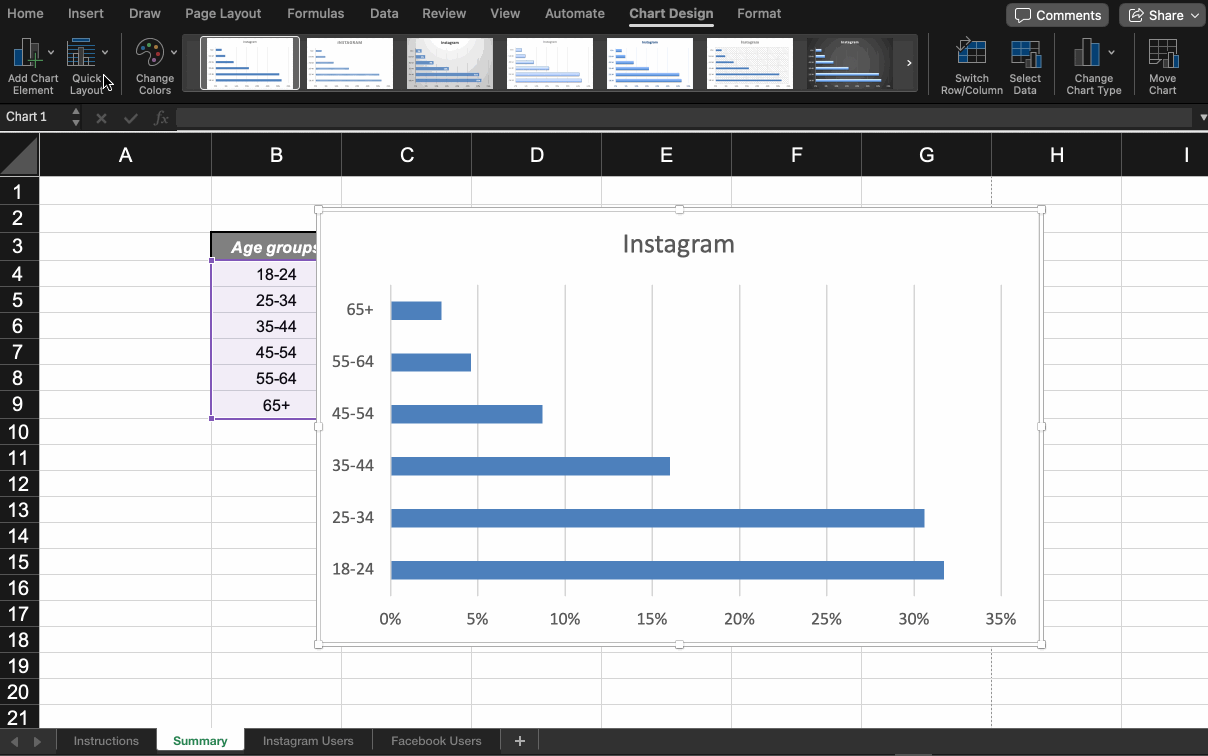 Home Insert Draw Page Layout Formulas Data Review View Automate Chart Design Format Comments Share
Add Chart Element
Quick Layout
Change Colors
Switch Row/Column
Select Data
Change Chart Type
Move Chart
Chart 1 fx
A B C D E F G H I
1
2
3 Age groups
4 18-24
5 25-34
6 35-44
7 45-54
8 55-64
9 65+
10
11
12
13
14
15
16
17
18
19
20
21
Instagram
65+
55-64
45-54
35-44
25-34
18-24
0% 5% 10% 15% 20% 25% 30% 35%
Instructions Summary Instagram Users Facebook Users +